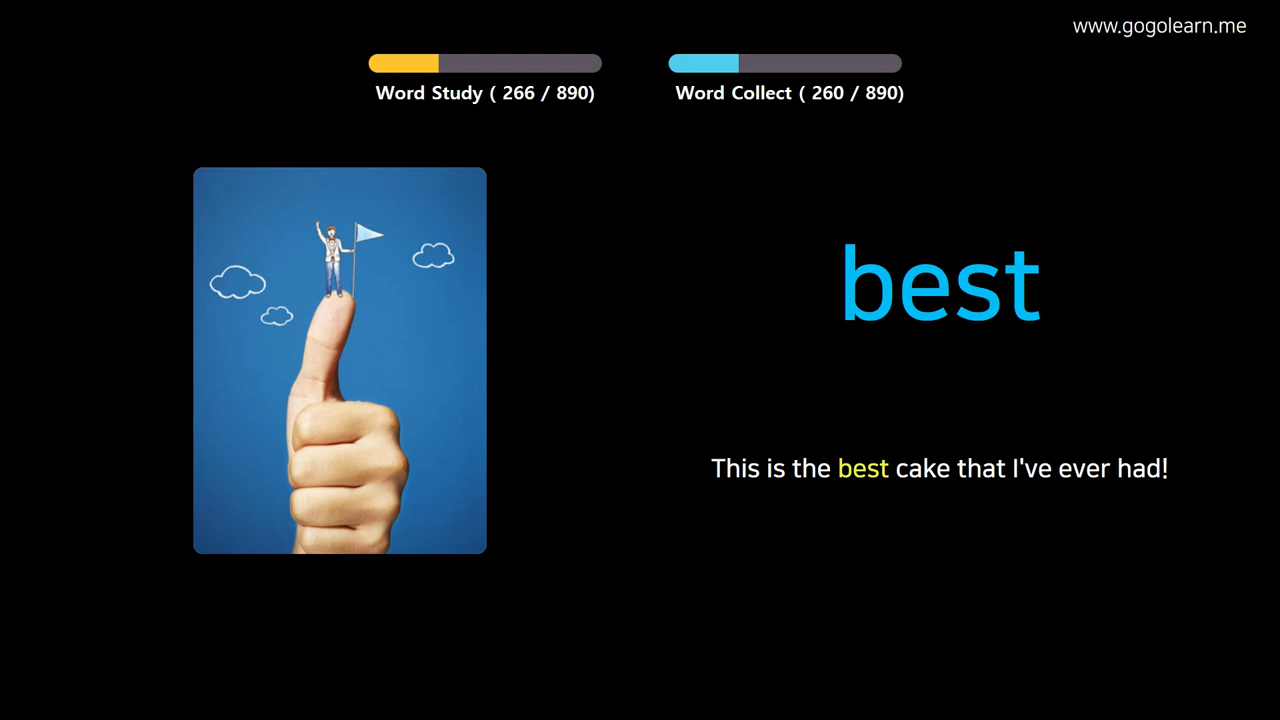 www.gogolearn.me
Word Study ( 266 / 890)
Word Collect ( 260 / 890)
best
This is the best cake that I've ever had!